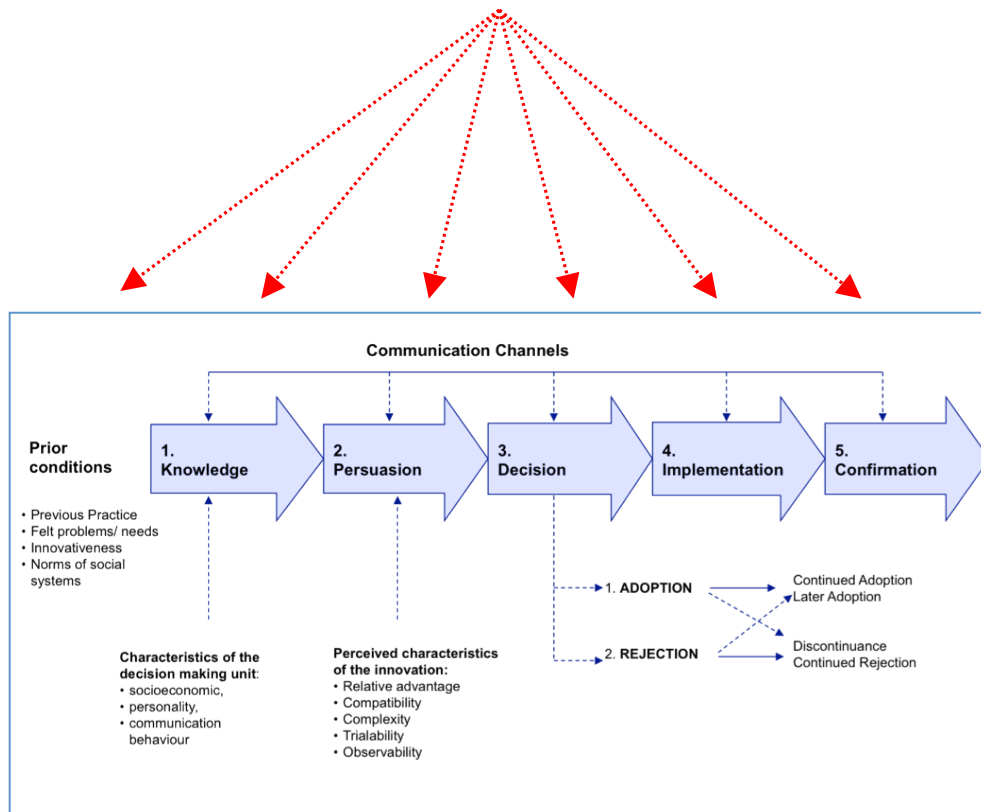 Communication Channels
Prior
conditions
• Previous Practice
• Felt problems/ needs
• Innovativeness
• Norms of social
systems
1.
Knowledge
2.
Persuasion
3.
Decision
4.
Implementation
5.
Confirmation
1. ADOPTION
2. REJECTION
Continued Adoption
Later Adoption
Discontinuance
Continued Rejection
Characteristics of the
decision making unit:
• socioeconomic,
• personality,
• communication
behaviour
Perceived characteristics
of the innovation:
• Relative advantage
• Compatibility
• Complexity
• Trialability
• Observability